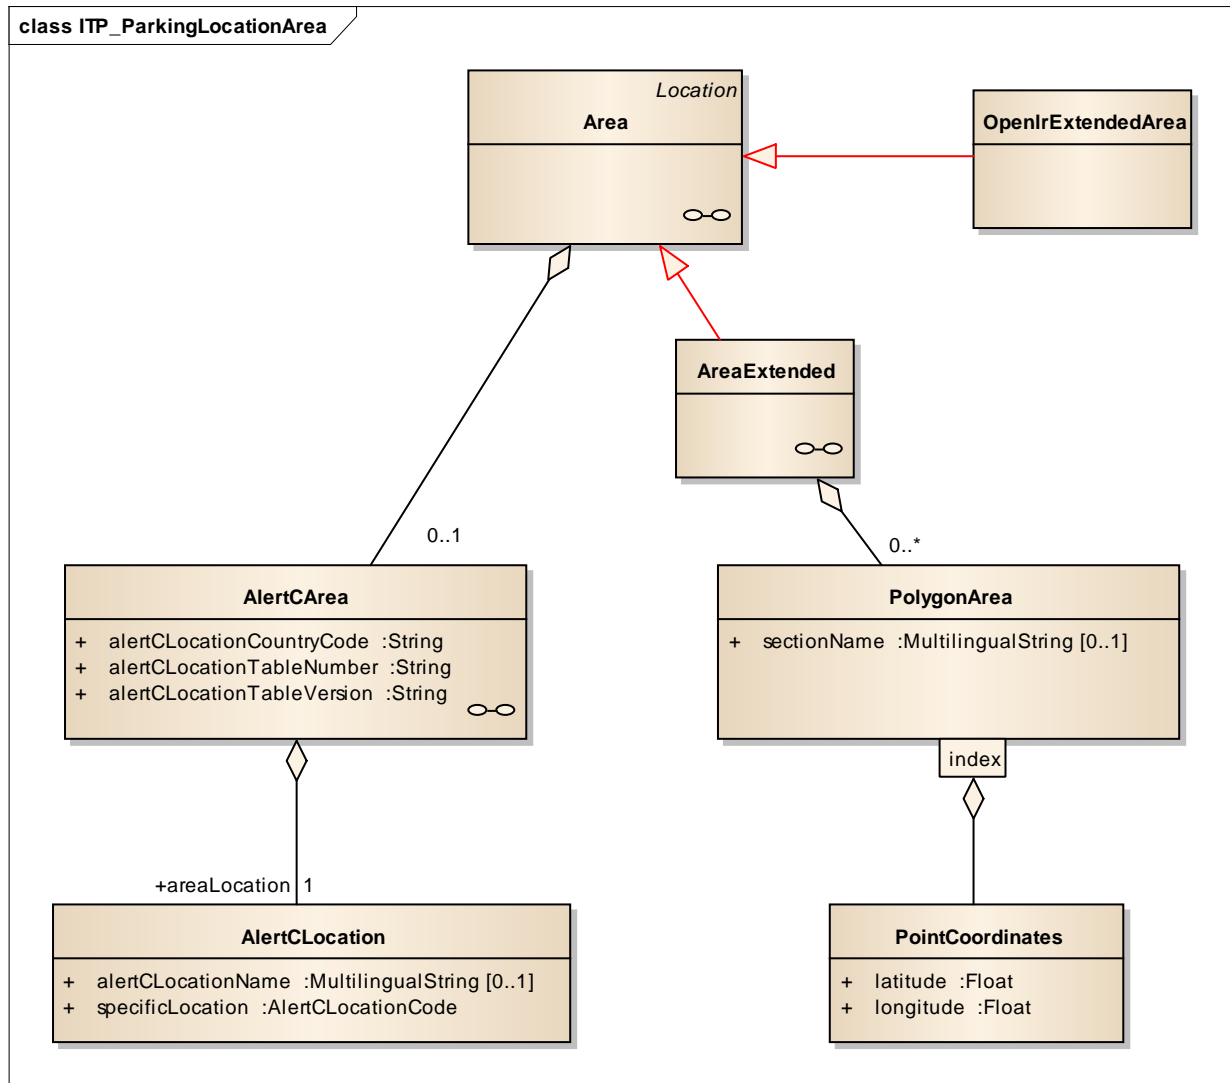 class ITP_ParkingLocationArea
Location
Area
OpenlrExtendedArea
AreaExtended
0..1
0..*
AlertCArea
+ alertCLocationCountryCode :String
+ alertCLocationTableNumber :String
+ alertCLocationTableVersion :String
PolygonArea
+ sectionName :MultilingualString [0..1]
index
+areaLocation 1
AlertCLocation
+ alertCLocationName :MultilingualString [0..1]
+ specificLocation :AlertCLocationCode
PointCoordinates
+ latitude :Float
+ longitude :Float